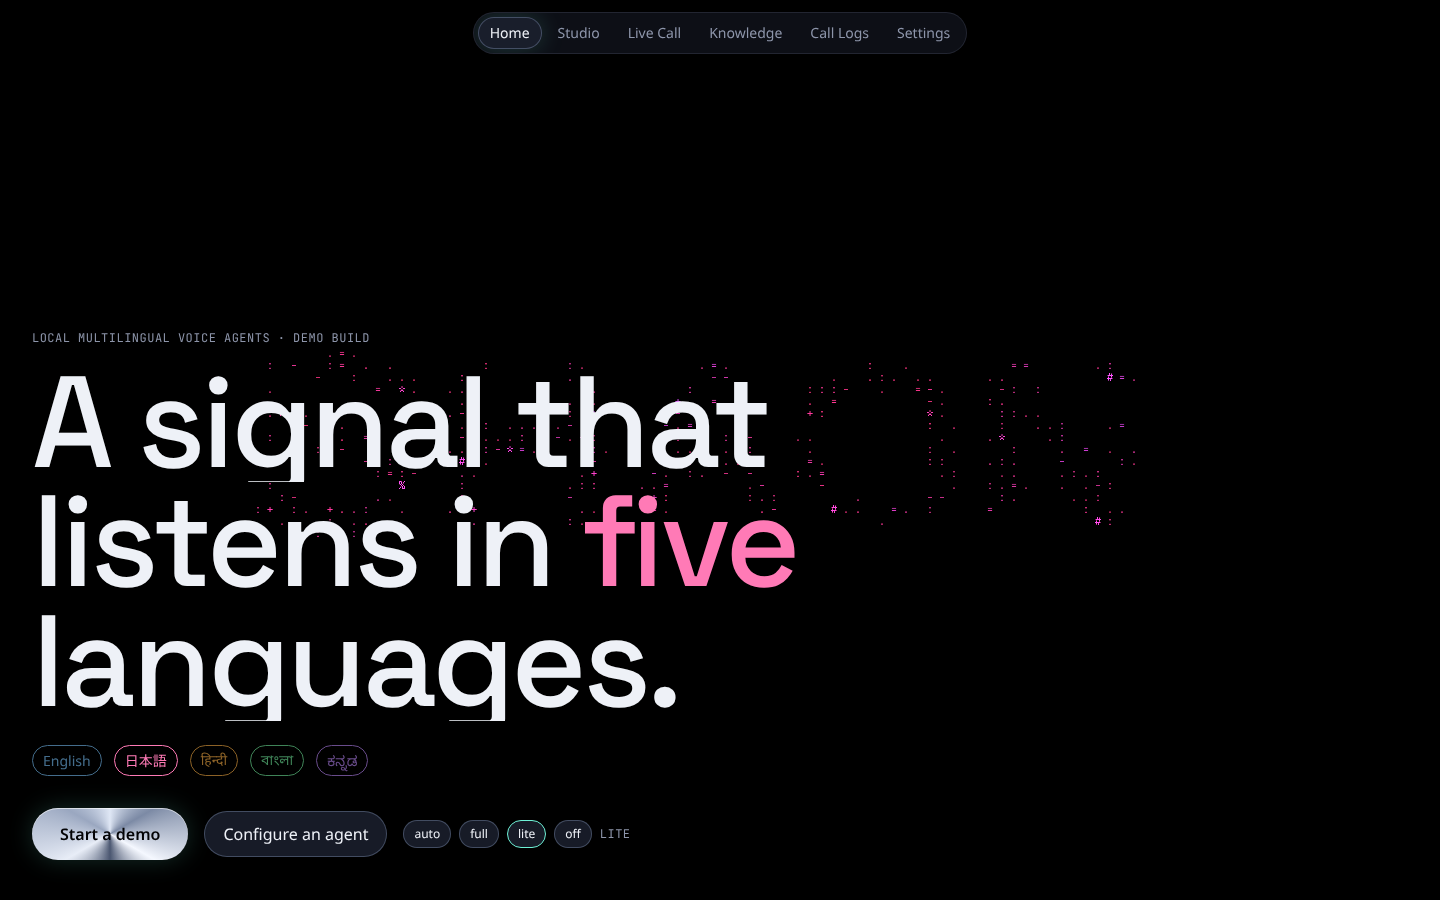 Home Studio Live Call Knowledge Call Logs Settings
LOCAL MULTILINGUAL VOICE AGENTS · DEMO BUILD
A signal that
listens in five
languages.
English 日本語 हिन्दी বাংলা ಕನ್ನಡ
Start a demo Configure an agent auto full lite off LITE